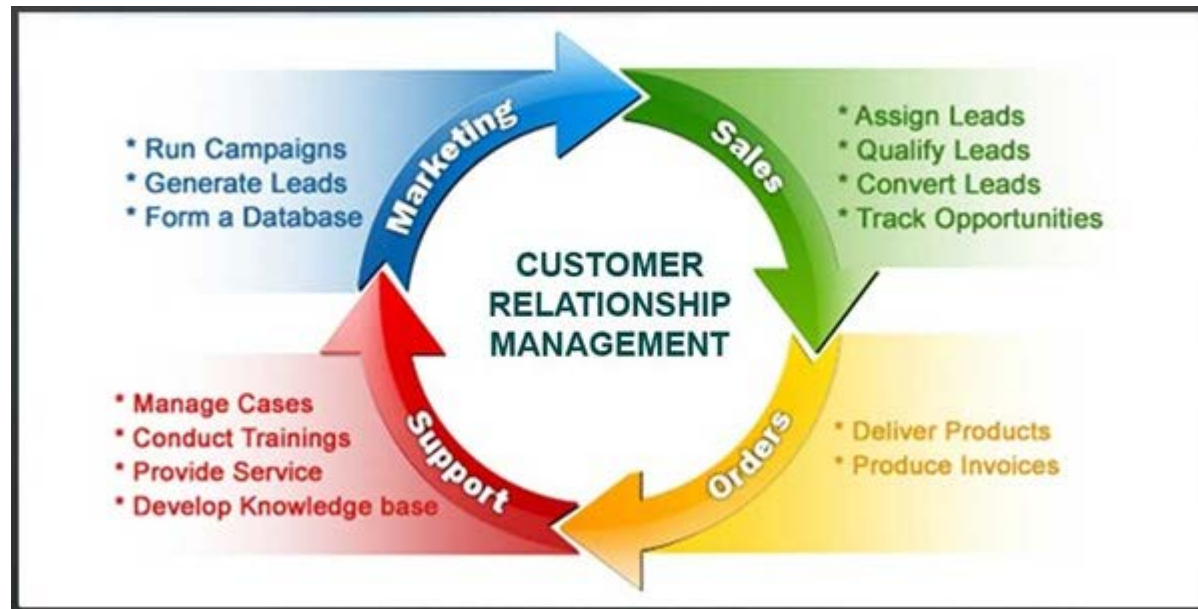 Marketing
* Run Campaigns
* Generate Leads
* Form a Database
Sales
* Assign Leads
* Qualify Leads
* Convert Leads
* Track Opportunities
CUSTOMER
RELATIONSHIP
MANAGEMENT
Support
* Manage Cases
* Conduct Trainings
* Provide Service
* Develop Knowledge base
Orders
* Deliver Products
* Produce Invoices